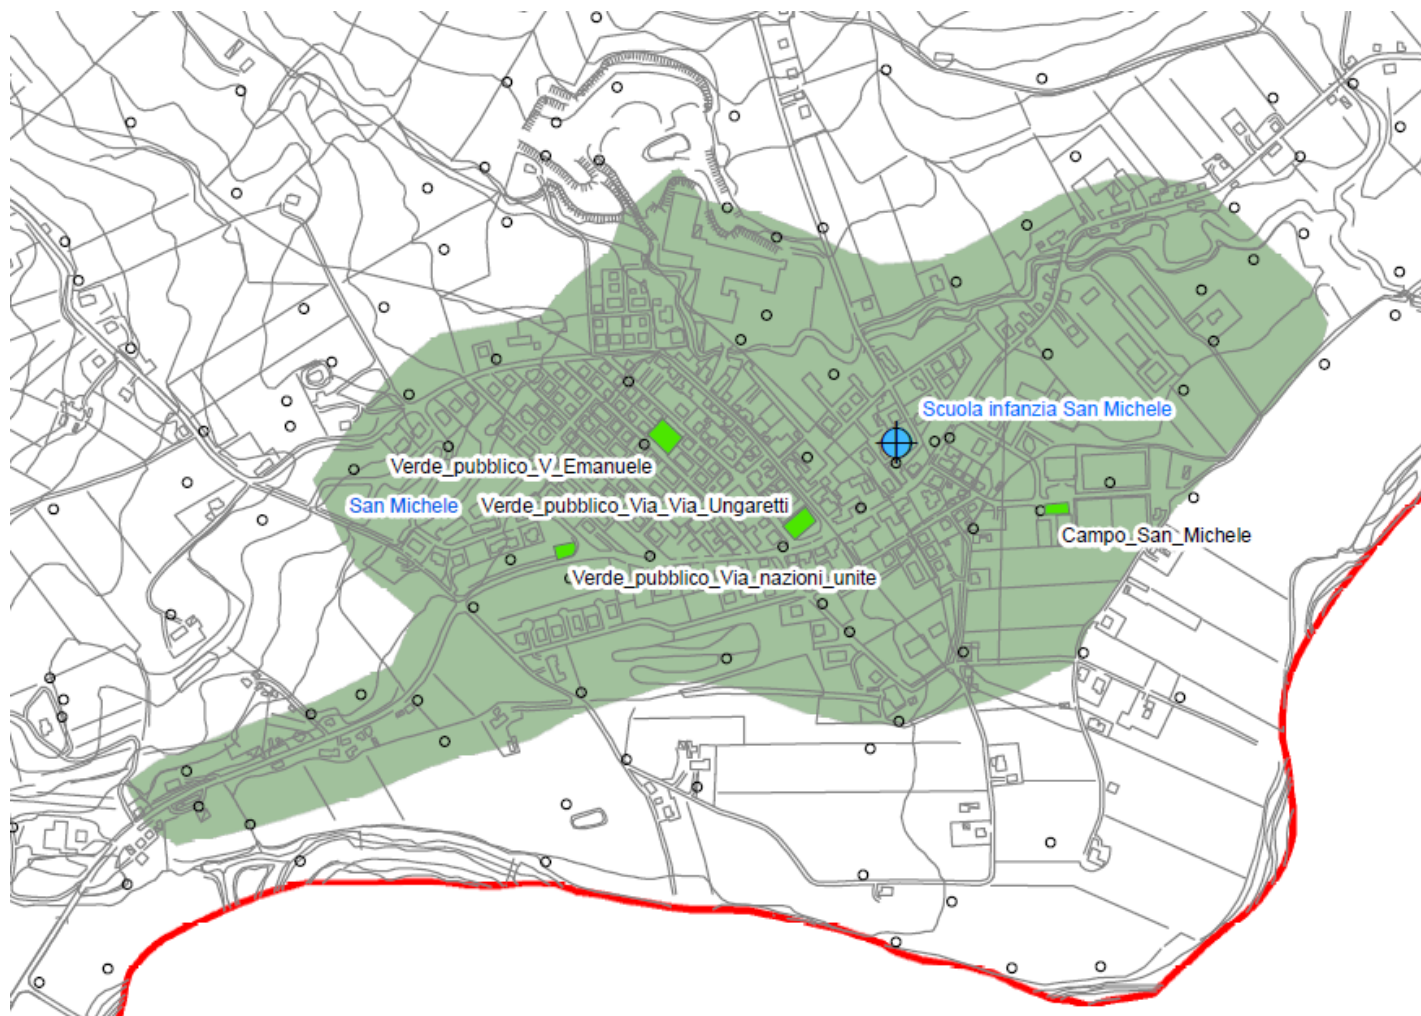 Scuola infanzia San Michele
Verde_pubblico_V_Emanuele
San Michele
Verde_pubblico_Via_Via_Ungaretti
Campo_San_Michele
Verde_pubblico_Via_nazioni_unite